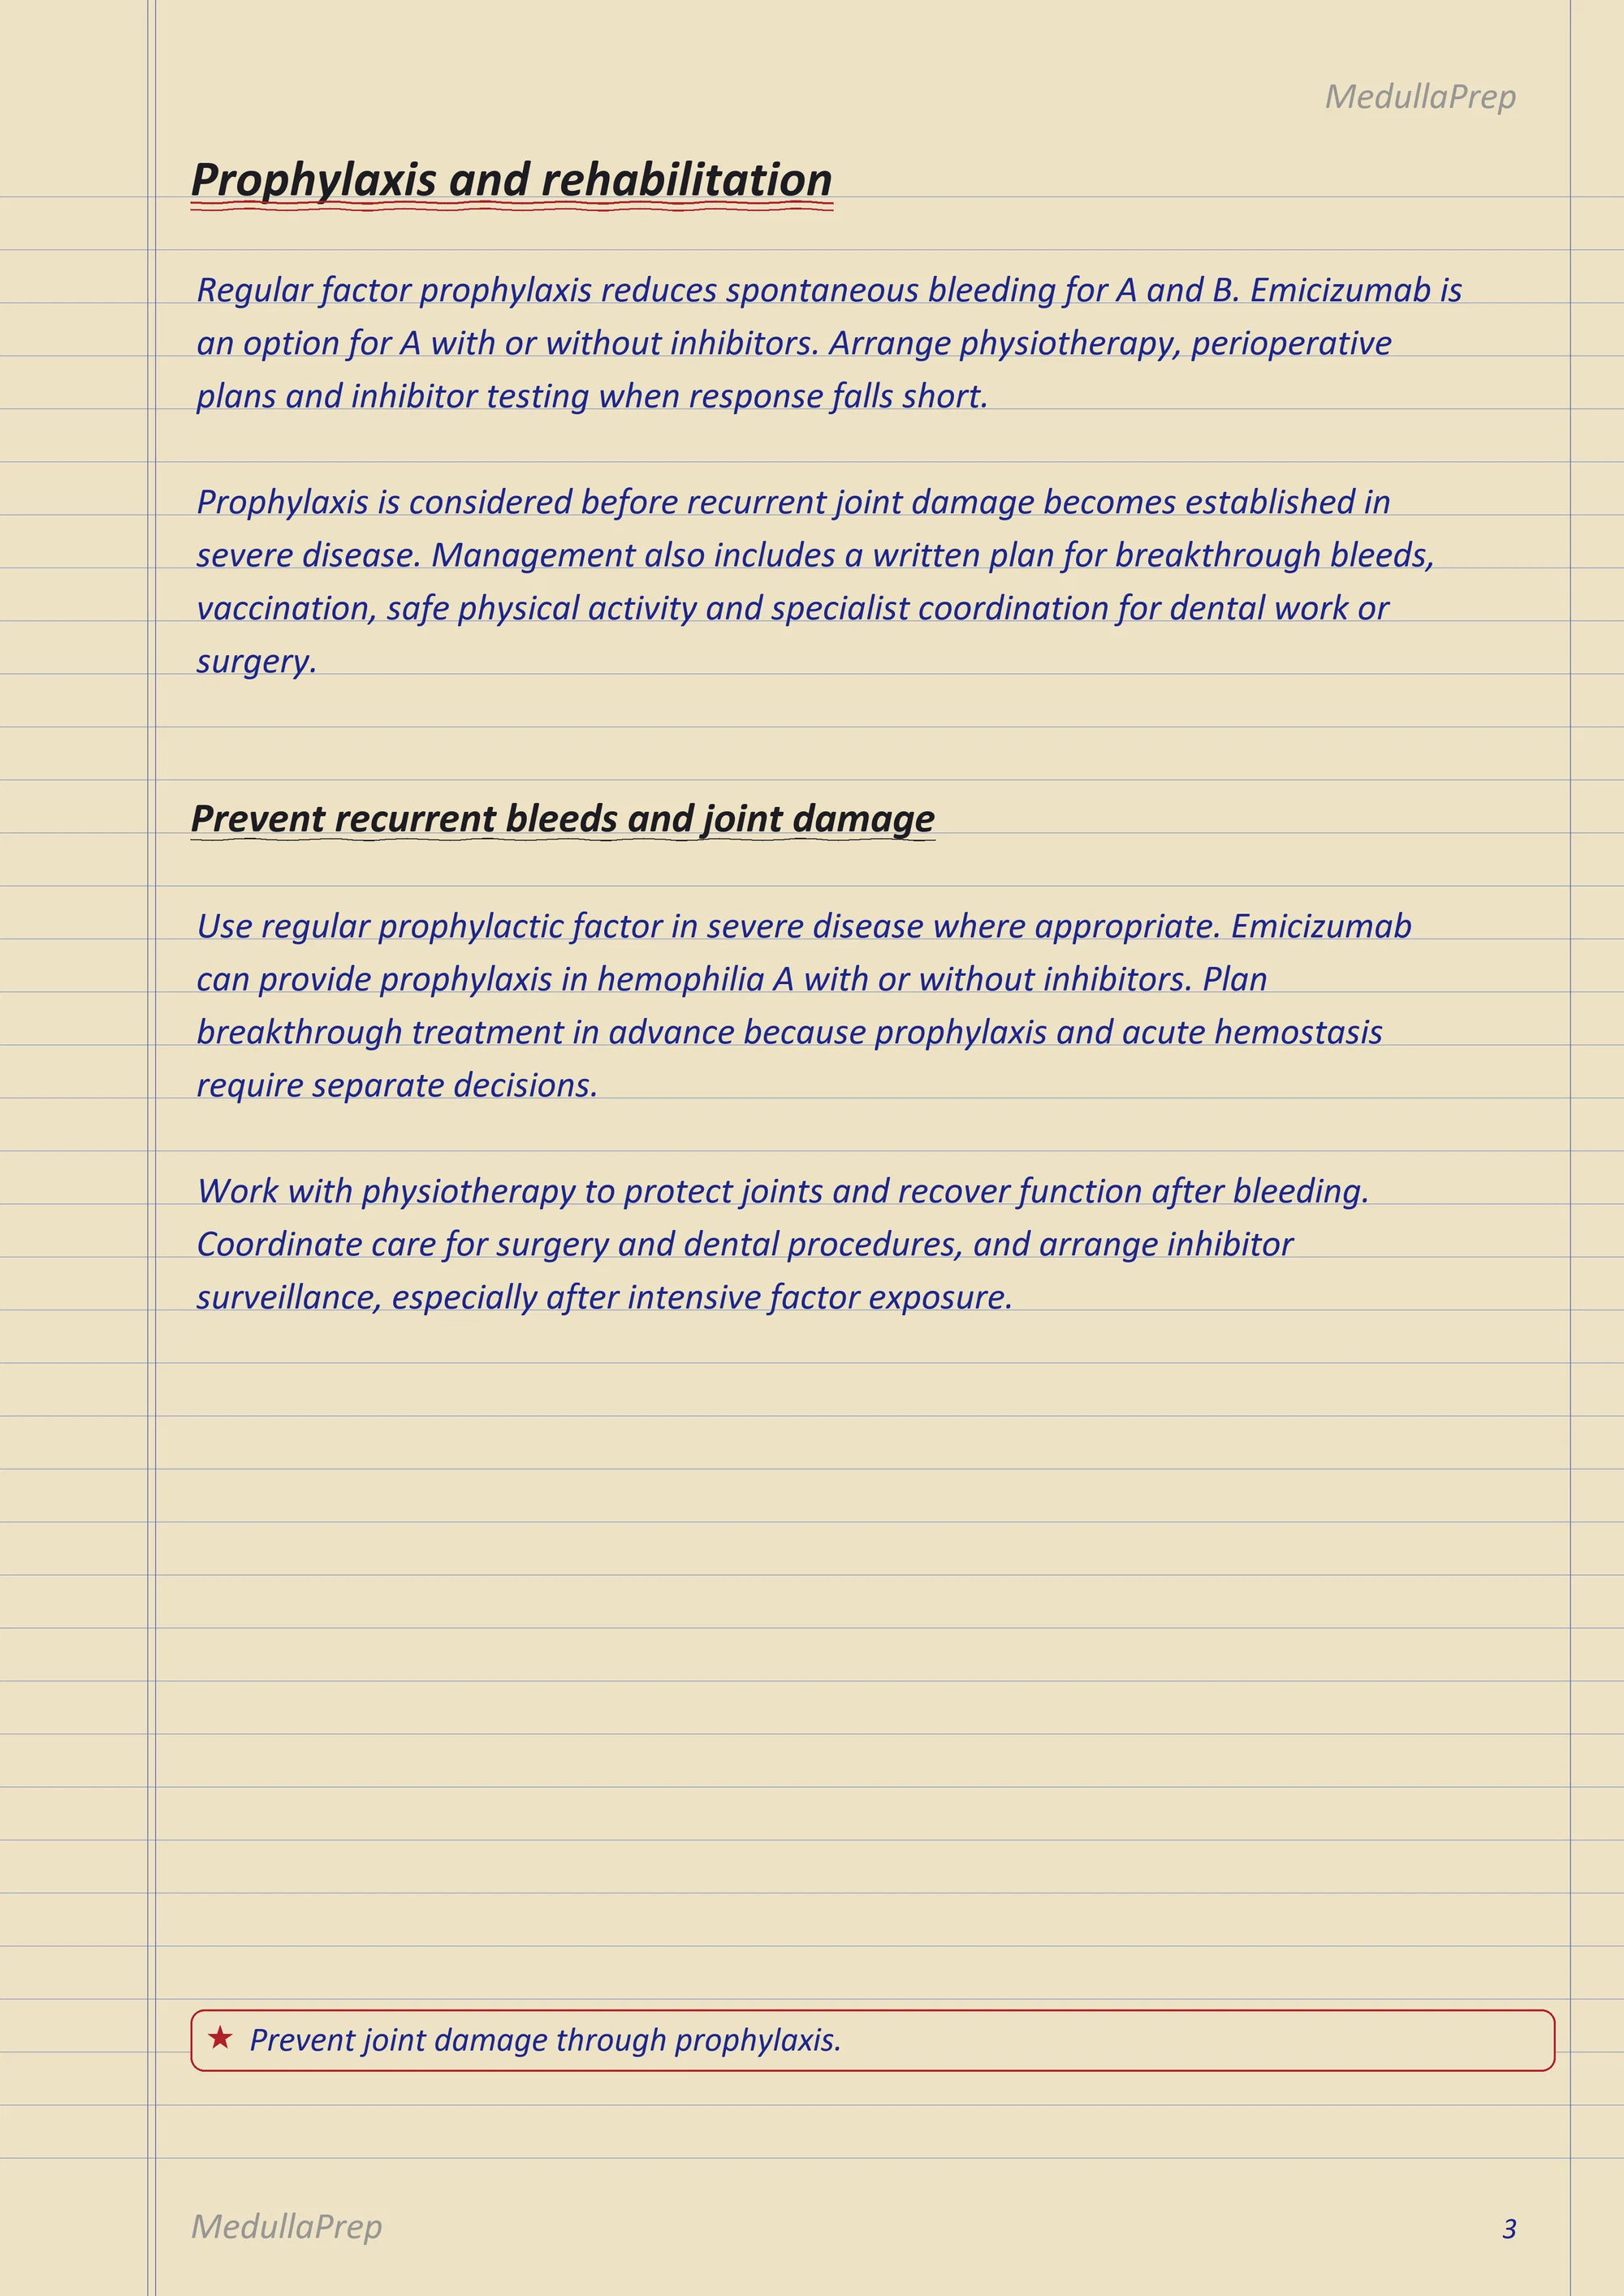 MedullaPrep
Prophylaxis and rehabilitation
Regular factor prophylaxis reduces spontaneous bleeding for A and B. Emicizumab is
an option for A with or without inhibitors. Arrange physiotherapy, perioperative
plans and inhibitor testing when response falls short.
Prophylaxis is considered before recurrent joint damage becomes established in
severe disease. Management also includes a written plan for breakthrough bleeds,
vaccination, safe physical activity and specialist coordination for dental work or
surgery.
Prevent recurrent bleeds and joint damage
Use regular prophylactic factor in severe disease where appropriate. Emicizumab
can provide prophylaxis in hemophilia A with or without inhibitors. Plan
breakthrough treatment in advance because prophylaxis and acute hemostasis
require separate decisions.
Work with physiotherapy to protect joints and recover function after bleeding.
Coordinate care for surgery and dental procedures, and arrange inhibitor
surveillance, especially after intensive factor exposure.
★ Prevent joint damage through prophylaxis.
MedullaPrep
3